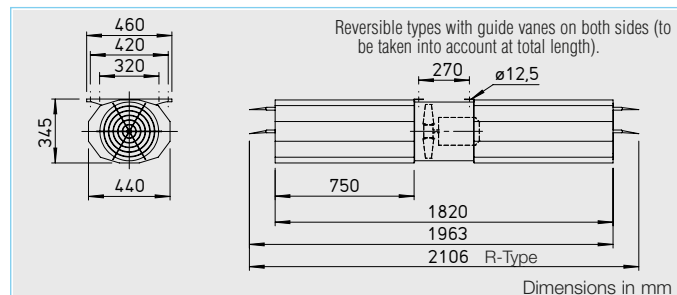 460
Reversible types with guide vanes on both sides (to
be taken into account at total length).
420
320
270
ø12,5
345
440
750
1820
1963
2106 R-Type
Dimensions in mm